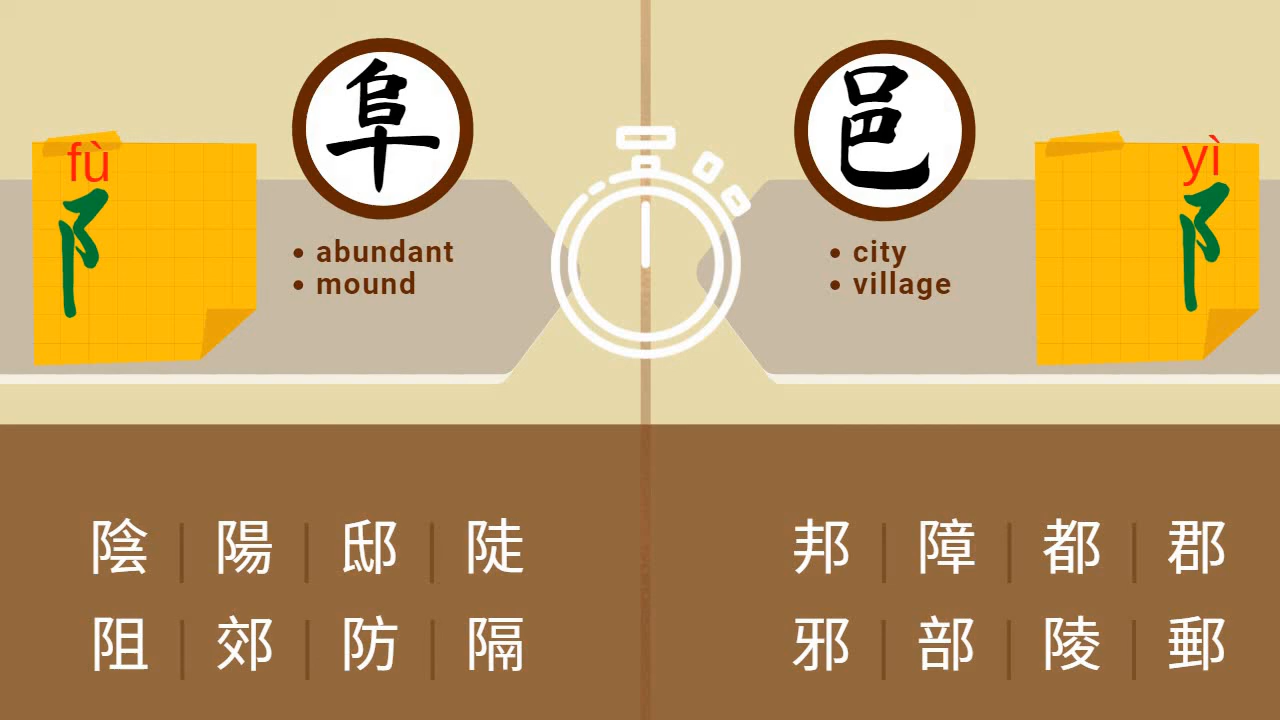 fù
阝
阜
• abundant
• mound
邑
• city
• village
yì
阝
陰 陽 邸 陡
阻 郊 防 隔
邦 障 都 郡
邪 部 陵 郵